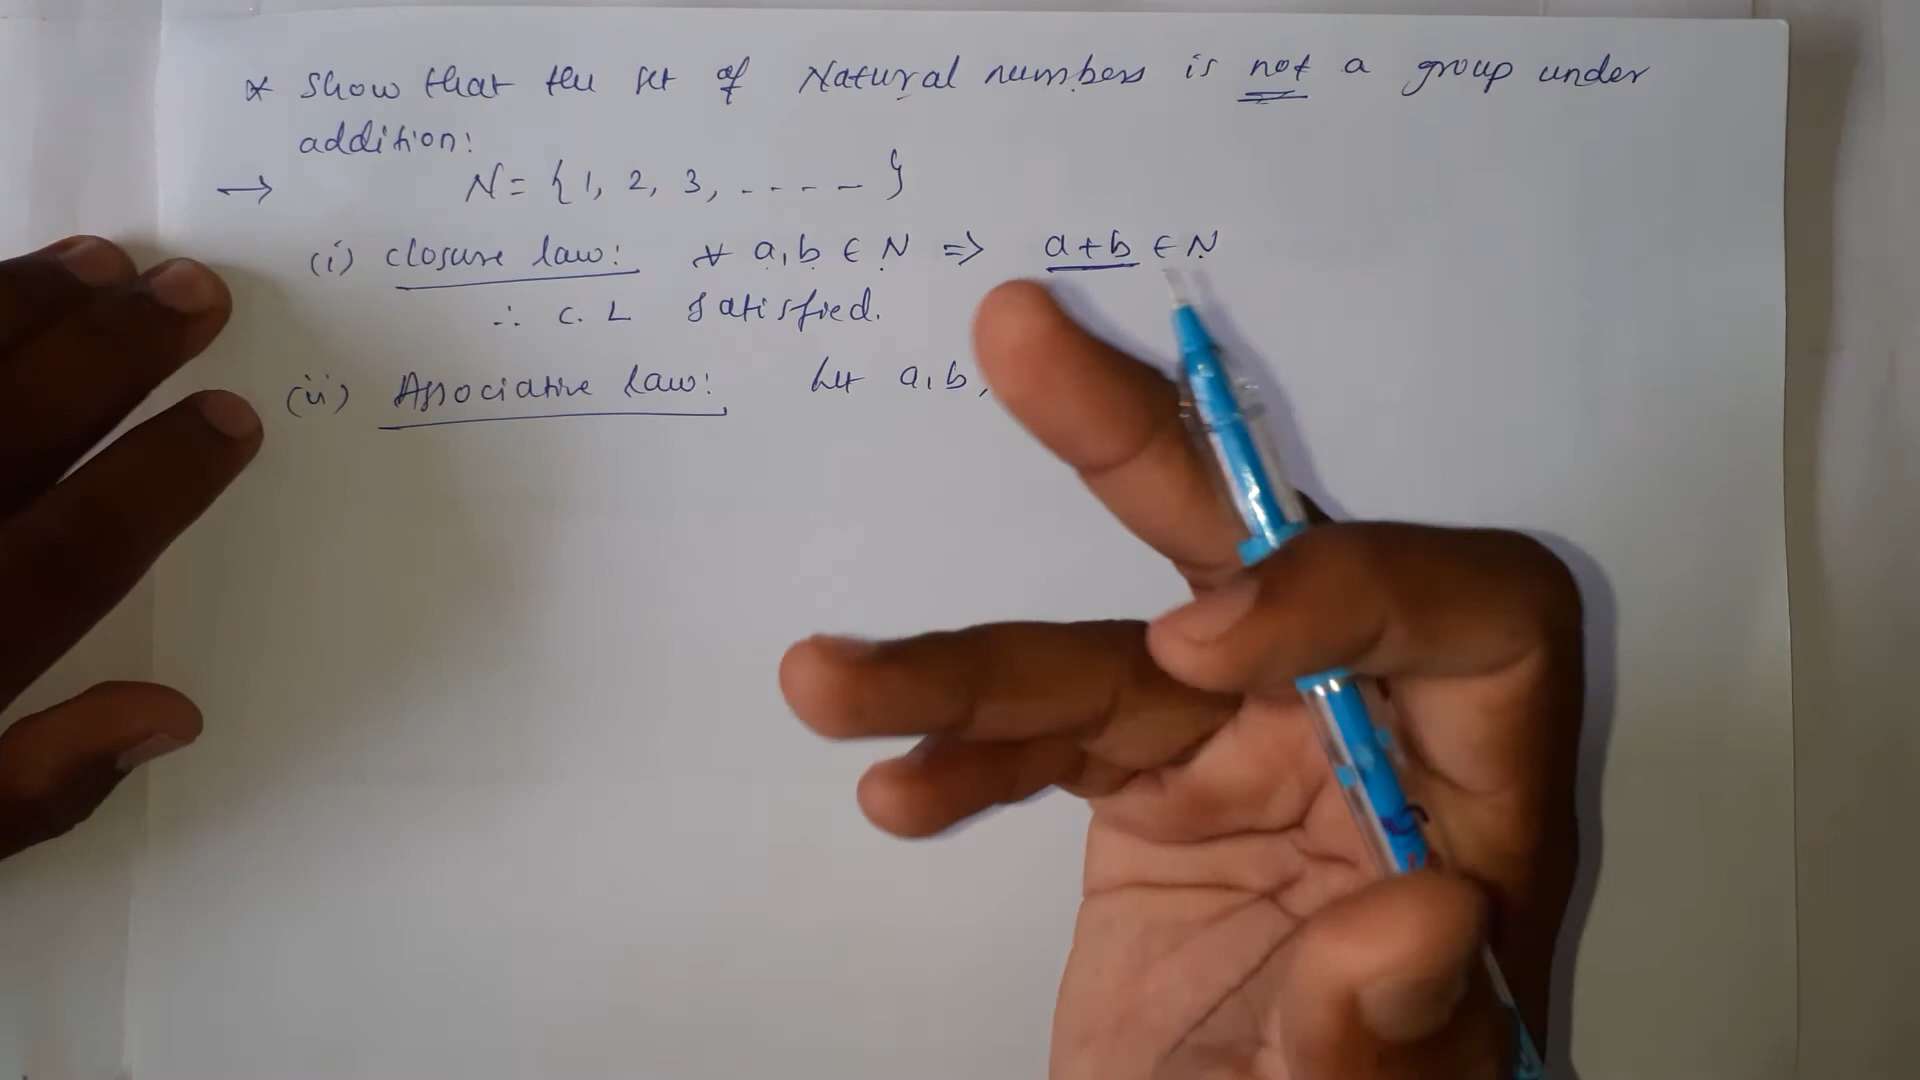 * Show that the set of Natural numbers is not a group under
addition:
→ N = {1, 2, 3, ----- }
(i) closure law: ∀ a, b ∈ N ⇒ a + b ∈ N
∴ C. L satisfied.
(ii) Associative law: let a, b,